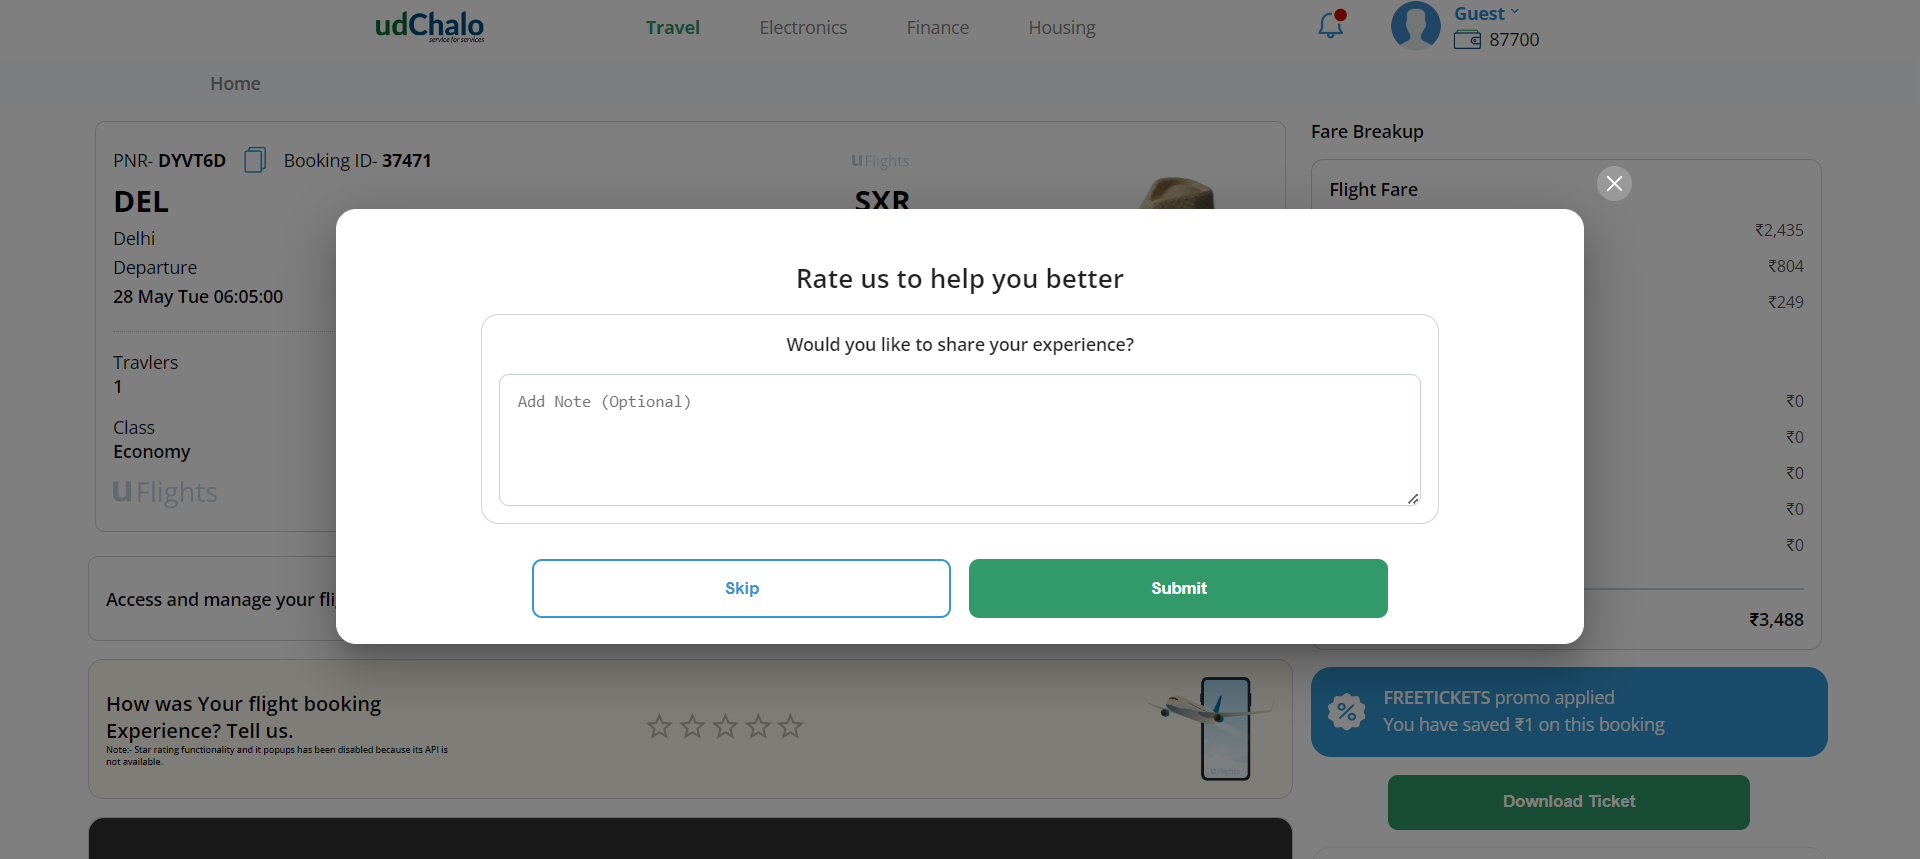 udChalo
service for services
Travel
Electronics
Finance
Housing
Guest
87700
Home
PNR- DYVT6D
Booking ID- 37471
uFlights
DEL
SXR
Delhi
Departure
28 May Tue 06:05:00
Travlers
1
Class
Economy
uFlights
Fare Breakup
Flight Fare
₹2,435
₹804
₹249
₹0
₹0
₹0
₹0
₹0
₹3,488
Rate us to help you better
Would you like to share your experience?
Add Note (Optional)
Skip
Submit
Access and manage your fli
How was Your flight booking
Experience? Tell us.
Note:- Star rating functionality and it popups has been disabled because its API is
not available.
uFlights
FREETICKETS promo applied
You have saved ₹1 on this booking
Download Ticket